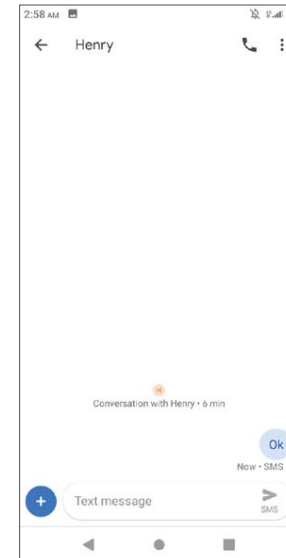 2:58 AM
Henry
H
Conversation with Henry • 6 min
Ok
Now • SMS
Text message
SMS